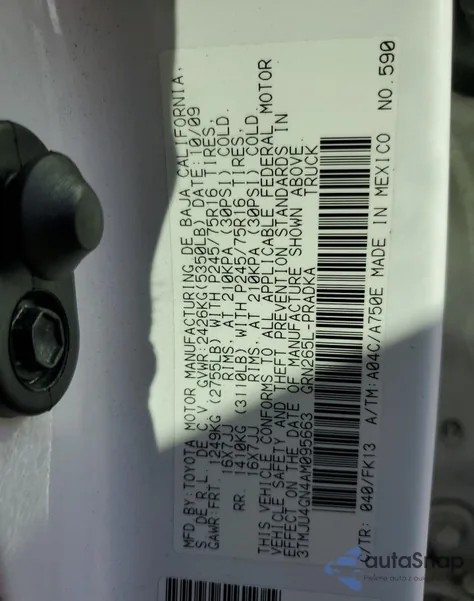 MFD.BY:TOYOTA MOTOR MANUFACTURING DE BAJA CALIFORNIA,
S. DE R.L. DE C.V. GVWR:2426KG(5350LB) DATE:10/09
GAWR:FRT. 1249KG (2755LB) WITH P245/75R16 TIRES,
16X7JJ RIMS, AT 210KPA (30PSI) COLD.
RR. 1410KG (3110LB) WITH P245/75R16 TIRES,
16X7JJ RIMS, AT 210KPA (30PSI) COLD.
THIS VEHICLE CONFORMS TO ALL APPLICABLE FEDERAL MOTOR
VEHICLE SAFETY AND THEFT PREVENTION STANDARDS IN
EFFECT ON THE DATE OF MANUFACTURE SHOWN ABOVE.
3TMJU4GN4AM095663 GRN265L-PRADKA TRUCK
C/TR: 040/FK13 A/TM:A04C/A750E MADE IN MEXICO NO.590
autoSnap